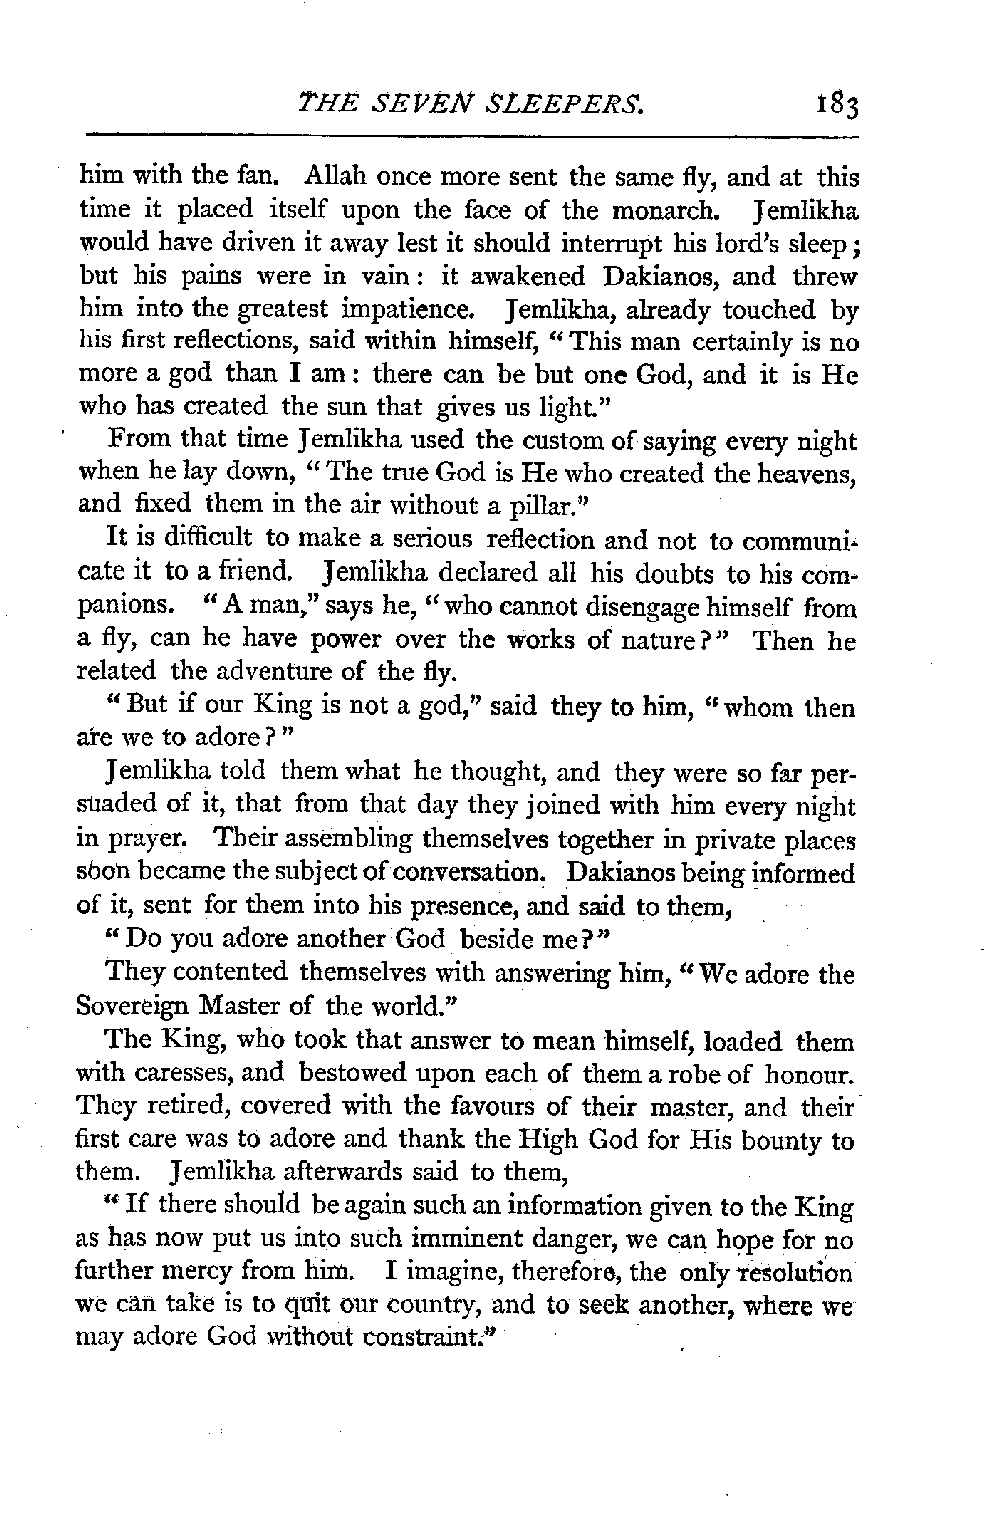 THE SEVEN SLEEPERS. 183
him with the fan. Allah once more sent the same fly, and at this
time it placed itself upon the face of the monarch. Jemlikha
would have driven it away lest it should interrupt his lord's sleep;
but his pains were in vain: it awakened Dakianos, and threw
him into the greatest impatience. Jemlikha, already touched by
his first reflections, said within himself, "This man certainly is no
more a god than I am: there can be but one God, and it is He
who has created the sun that gives us light."
From that time Jemlikha used the custom of saying every night
when he lay down, "The true God is He who created the heavens,
and fixed them in the air without a pillar."
It is difficult to make a serious reflection and not to communi-
cate it to a friend. Jemlikha declared all his doubts to his com-
panions. "A man," says he, "who cannot disengage himself from
a fly, can he have power over the works of nature?" Then he
related the adventure of the fly.
"But if our King is not a god," said they to him, "whom then
are we to adore?"
Jemlikha told them what he thought, and they were so far per-
suaded of it, that from that day they joined with him every night
in prayer. Their assembling themselves together in private places
soon became the subject of conversation. Dakianos being informed
of it, sent for them into his presence, and said to them,
"Do you adore another God beside me?"
They contented themselves with answering him, "We adore the
Sovereign Master of the world."
The King, who took that answer to mean himself, loaded them
with caresses, and bestowed upon each of them a robe of honour.
They retired, covered with the favours of their master, and their
first care was to adore and thank the High God for His bounty to
them. Jemlikha afterwards said to them,
"If there should be again such an information given to the King
as has now put us into such imminent danger, we can hope for no
further mercy from him. I imagine, therefore, the only resolution
we can take is to quit our country, and to seek another, where we
may adore God without constraint."